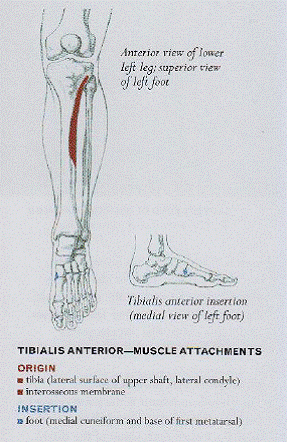 Anterior view of lower
left leg; superior view
of left foot
Tibialis anterior insertion
(medial view of left foot)
TIBIALIS ANTERIOR—MUSCLE ATTACHMENTS
ORIGIN
tibia (lateral surface of upper shaft, lateral condyle)
interosseous membrane
INSERTION
foot (medial cuneiform and base of first metatarsal)